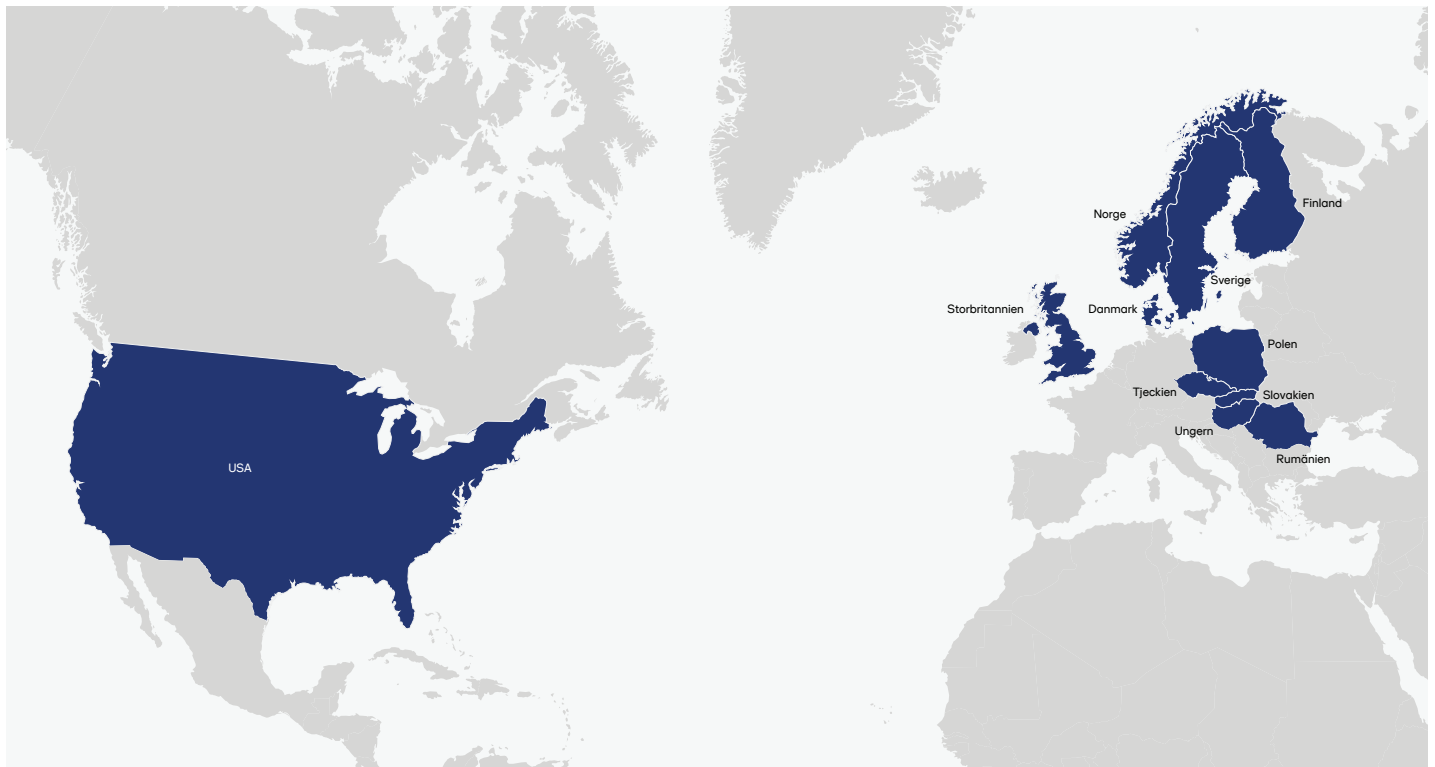 Finland
Norge
Sverige
Storbritannien
Danmark
Polen
Tjeckien
Slovakien
Ungern
Rumänien
USA